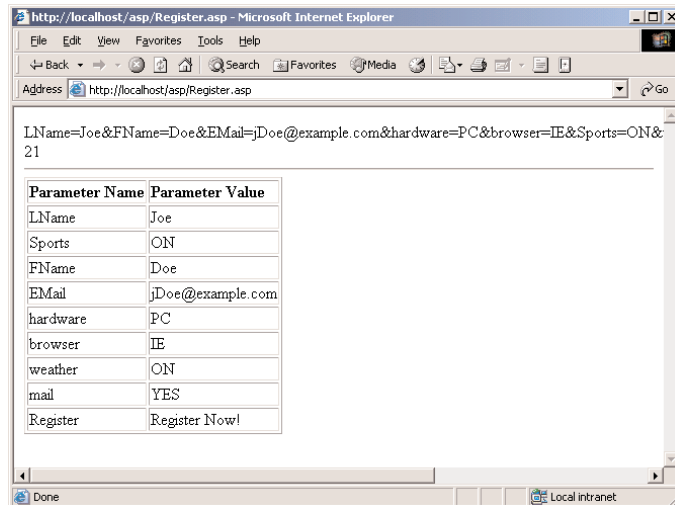 http://localhost/asp/Register.asp - Microsoft Internet Explorer
File Edit View Favorites Tools Help
Back Search Favorites Media
Address http://localhost/asp/Register.asp Go
LName=Joe&FName=Doe&EMail=jDoe@example.com&hardware=PC&browser=IE&Sports=ON&
21
Parameter Name Parameter Value
LName Joe
Sports ON
FName Doe
EMail jDoe@example.com
hardware PC
browser IE
weather ON
mail YES
Register Register Now!
Done Local intranet